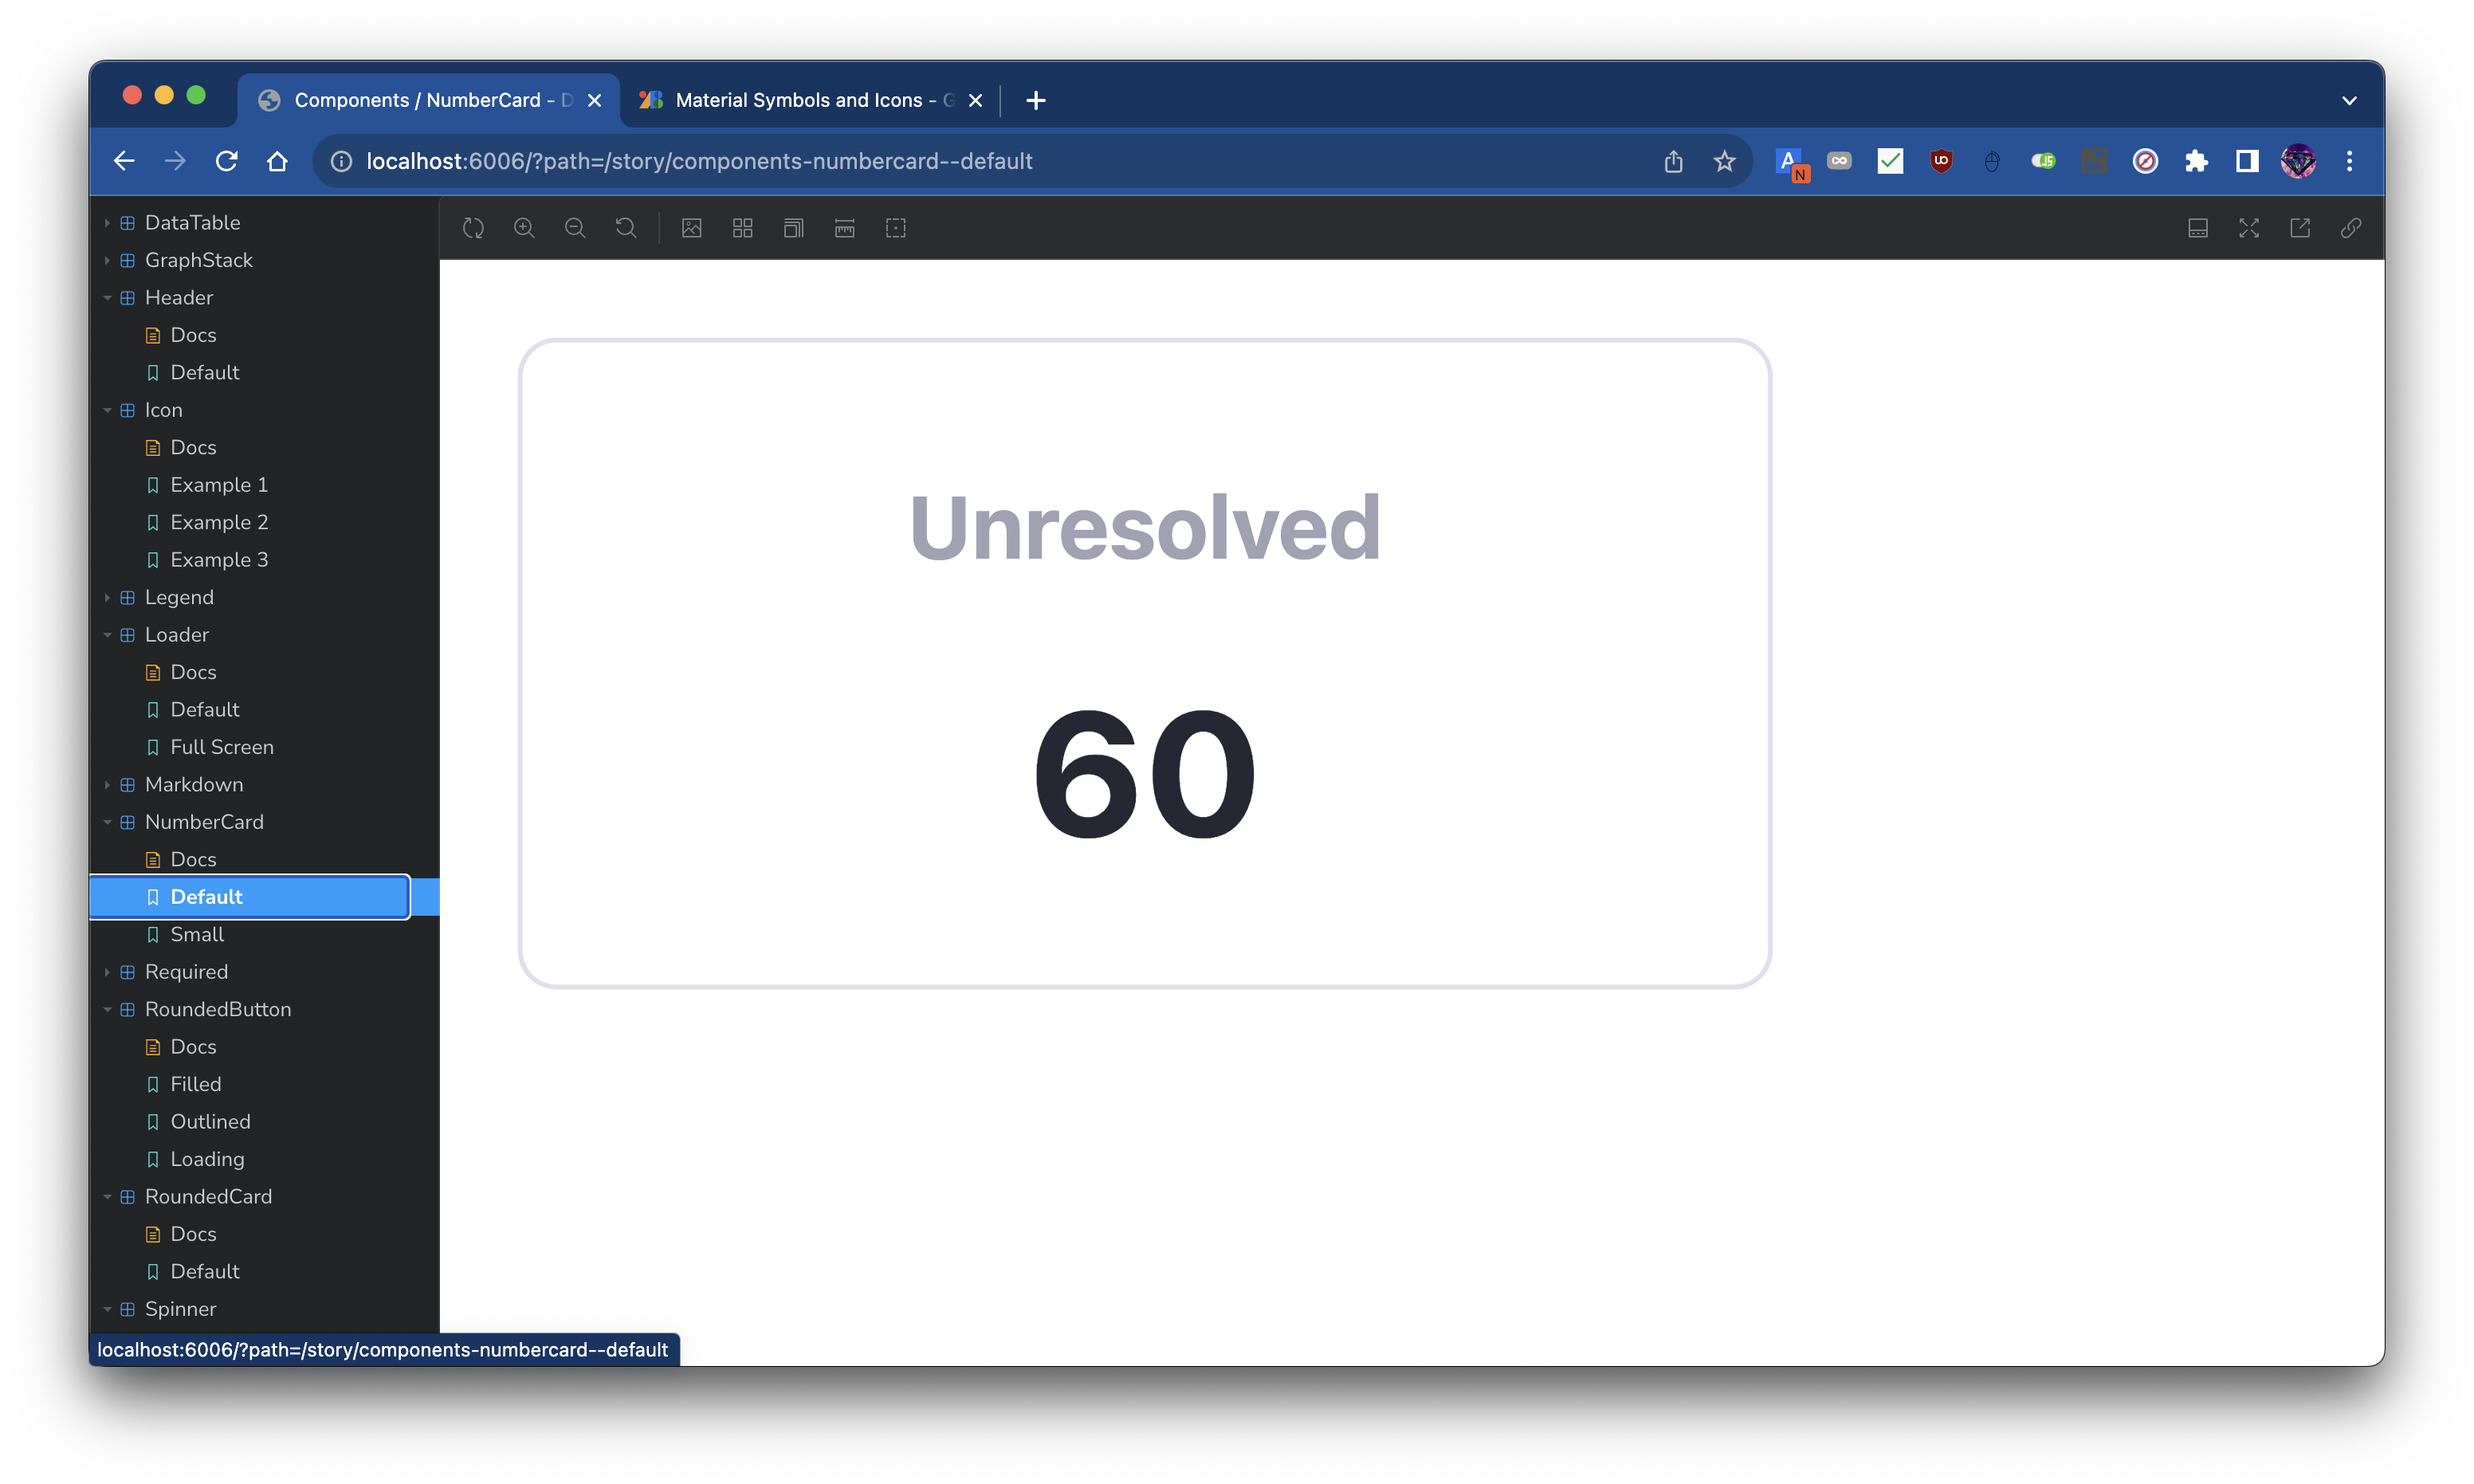 Components / NumberCard - D
Material Symbols and Icons - G
localhost:6006/?path=/story/components-numbercard--default
A
N
UO
JS
DataTable
GraphStack
Header
Docs
Default
Icon
Docs
Example 1
Example 2
Example 3
Legend
Loader
Docs
Default
Full Screen
Markdown
NumberCard
Docs
Default
Small
Required
RoundedButton
Docs
Filled
Outlined
Loading
RoundedCard
Docs
Default
Spinner
Unresolved
60
localhost:6006/?path=/story/components-numbercard--default